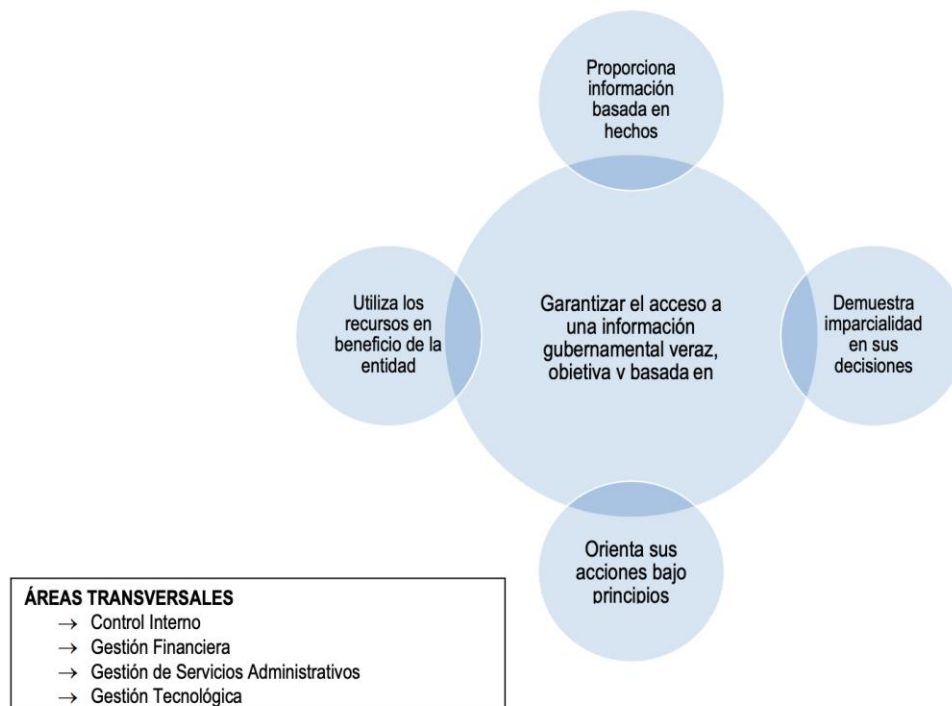 Proporciona
información
basada en
hechos
Utiliza los
recursos en
beneficio de la
entidad
Garantizar el acceso a
una información
gubernamental veraz,
objetiva y basada en
Demuestra
imparcialidad
en sus
decisiones
Orienta sus
acciones bajo
principios
ÁREAS TRANSVERSALES
→ Control Interno
→ Gestión Financiera
→ Gestión de Servicios Administrativos
→ Gestión Tecnológica